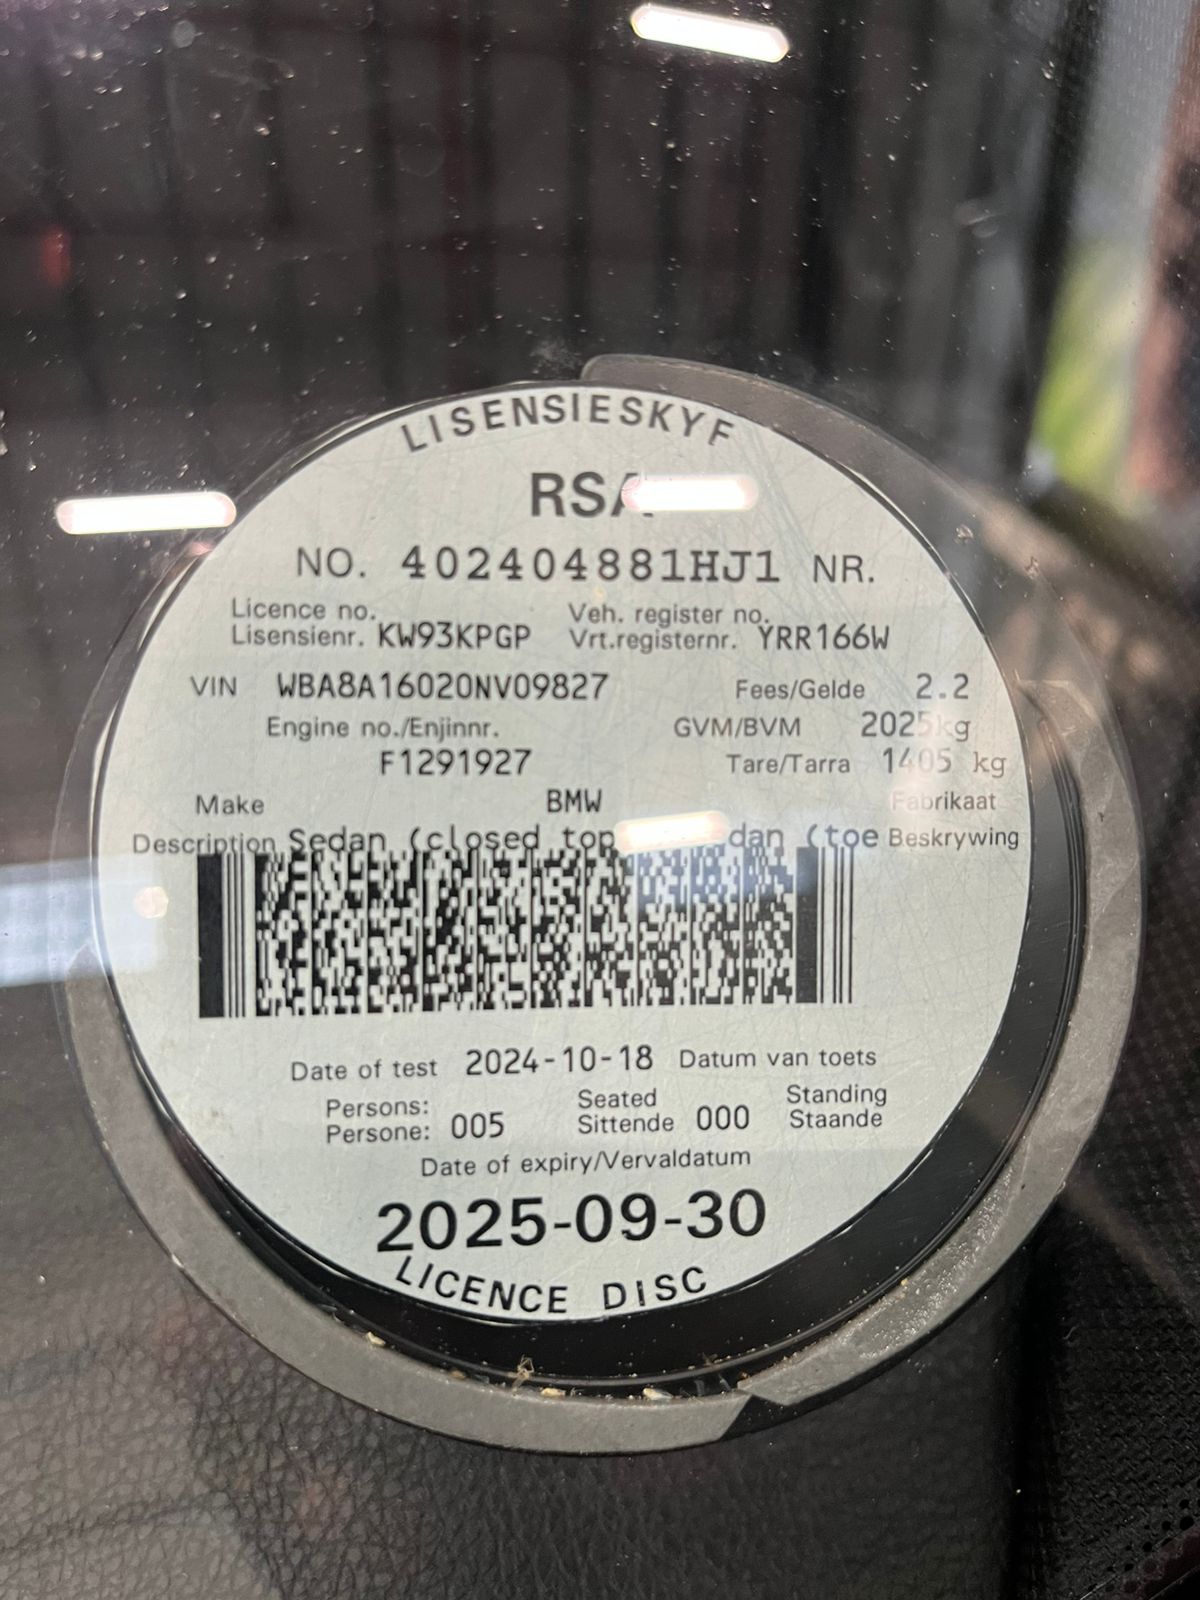 LISENSIESKYF
RSA
NO. 402404881HJ1 NR.
Licence no. Veh. register no.
Lisensienr. KW93KPGP Vrt.registernr. YRR166W
VIN WBA8A16020NV09827 Fees/Gelde 2.2
Engine no./Enjinnr. GVM/BVM 2025kg
F1291927 Tare/Tarra 1405 kg
Make BMW Fabrikaat
Description Sedan (closed top dan (toe Beskrywing
Date of test 2024-10-18 Datum van toets
Persons: Seated Standing
Persone: 005 Sittende 000 Staande
Date of expiry/Vervaldatum
2025-09-30
LICENCE DISC